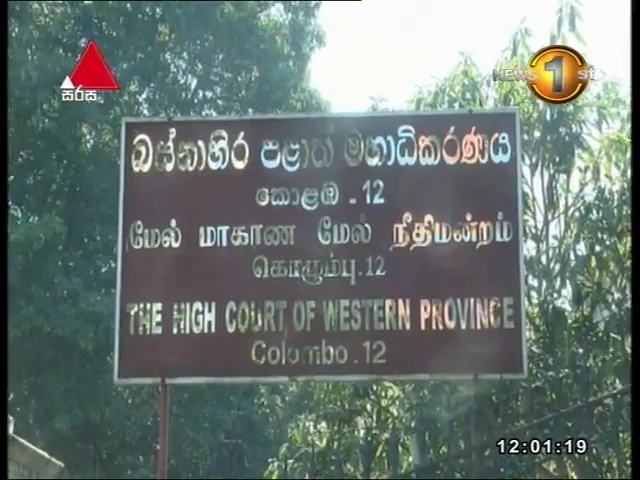 සිරස
NEWS 1st
බස්නාහිර පළාත් මහාධිකරණය
කොළඹ . 12
மேல் மாகாண மேல் நீதிமன்றம்
கொழும்பு . 12
THE HIGH COURT OF WESTERN PROVINCE
Colombo . 12
12:01:19